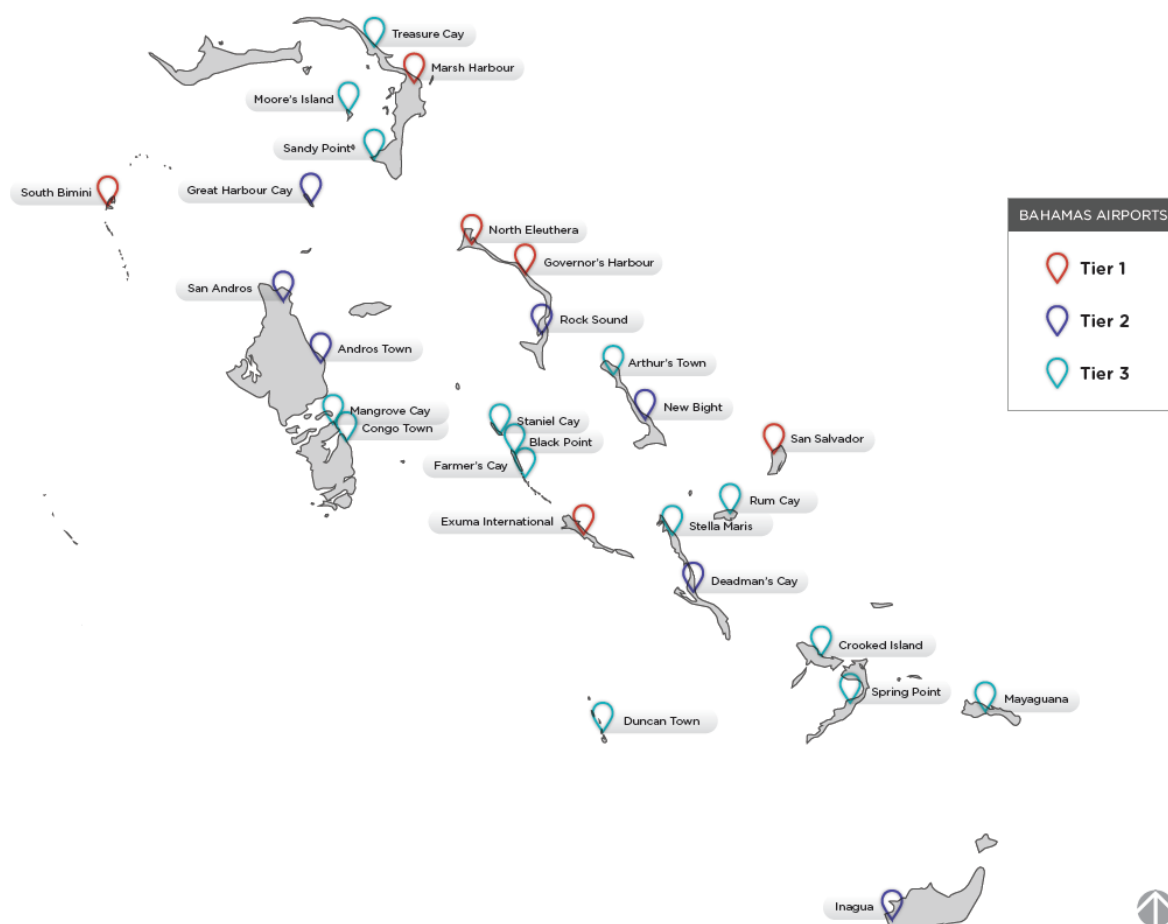 Treasure Cay
Marsh Harbour
Moore's Island
Sandy Point
South Bimini
Great Harbour Cay
BAHAMAS AIRPORTS
North Eleuthera
Governor's Harbour
Tier 1
San Andros
Rock Sound
Tier 2
Andros Town
Arthur's Town
Tier 3
New Bight
Mangrove Cay
Staniel Cay
Congo Town
Black Point
San Salvador
Farmer's Cay
Rum Cay
Exuma International
Stella Maris
Deadman's Cay
Crooked Island
Spring Point
Mayaguana
Duncan Town
Inagua